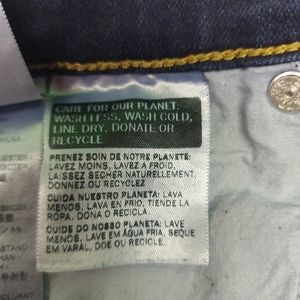 CARE FOR OUR PLANET:
WASH LESS, WASH COLD,
LINE DRY, DONATE OR
RECYCLE
PRENEZ SOIN DE NOTRE PLANETE:
LAVEZ MOINS, LAVEZ A FROID,
LAISSEZ SECHER NATURELLEMENT,
DONNEZ OU RECYCLEZ
CUIDA NUESTRO PLANETA: LAVA
MENOS, LAVA EN FRIO, TIENDE LA
ROPA, DONA O RECICLA.
CUIDE DO NOSSO PLANETA: LAVE
MENOS, LAVE EM ÁGUA FRIA, SEQUE
EM VARAL, DOE OU RECICLE.